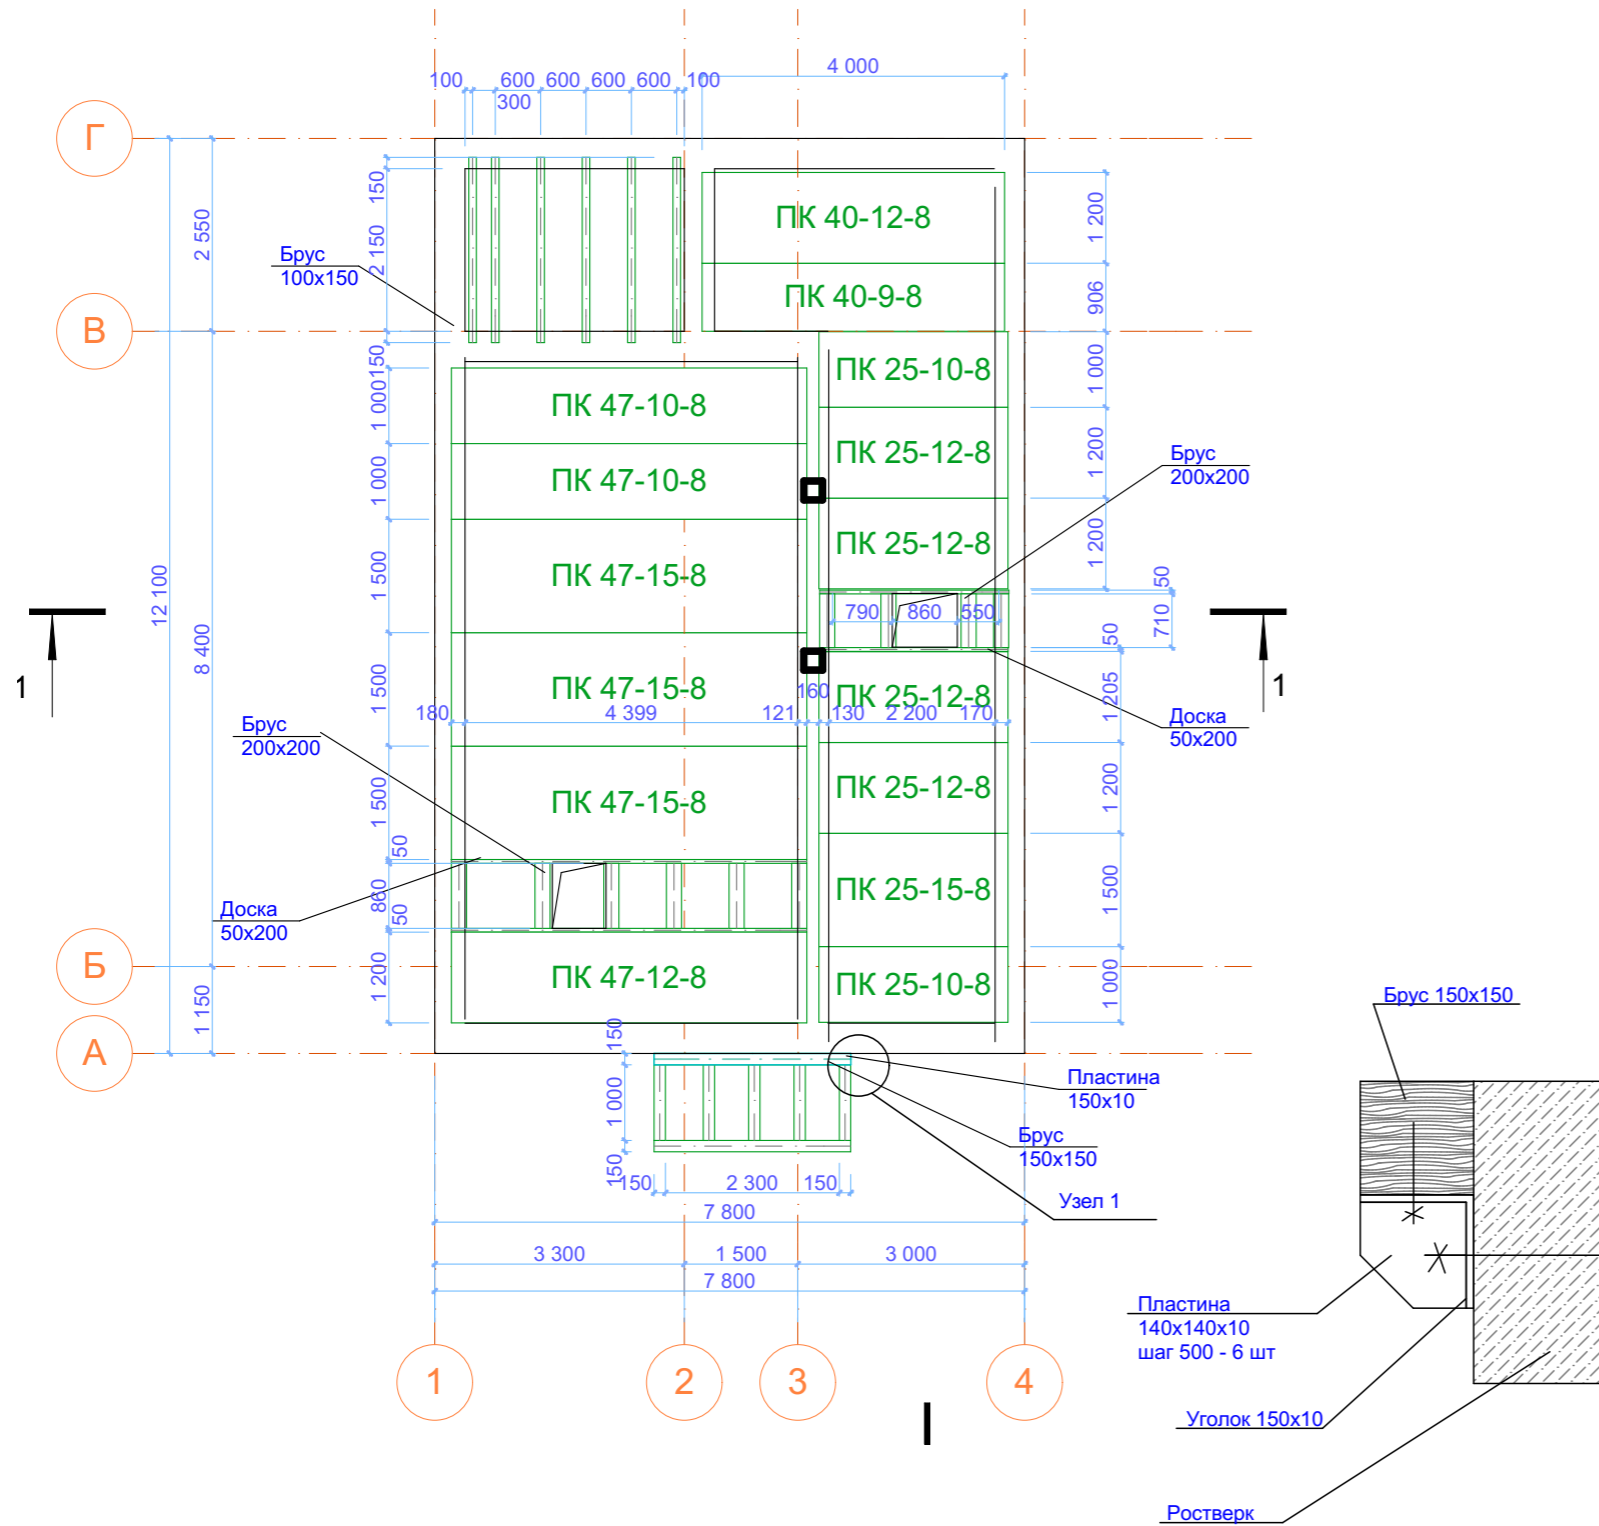 4 000
100
600
600
600
600
100
300
Г
150
2 150
2 550
ПК 40-12-8
1 200
Брус
100x150
ПК 40-9-8
906
В
150
ПК 25-10-8
1 000
1 000
ПК 47-10-8
ПК 25-12-8
1 200
Брус
200x200
1 000
ПК 47-10-8
ПК 25-12-8
1 200
1 500
ПК 47-15-8
50
12 100
790
860
550
710
8 400
50
1
1
1 500
ПК 47-15-8
160
ПК 25-12-8
1 205
180
4 399
121
130
2 200
170
Доска
50x200
Брус
200x200
1 500
ПК 47-15-8
ПК 25-12-8
1 200
50
860
ПК 25-15-8
1 500
Доска
50x200
50
Б
1 200
ПК 47-12-8
ПК 25-10-8
1 000
Брус 150x150
1 150
А
150
Пластина
150x10
1 000
Брус
150x150
150
150
2 300
150
Узел 1
7 800
3 300
1 500
3 000
7 800
Пластина
140x140x10
шаг 500 - 6 шт
1
2
3
4
Уголок 150x10
Ростверк